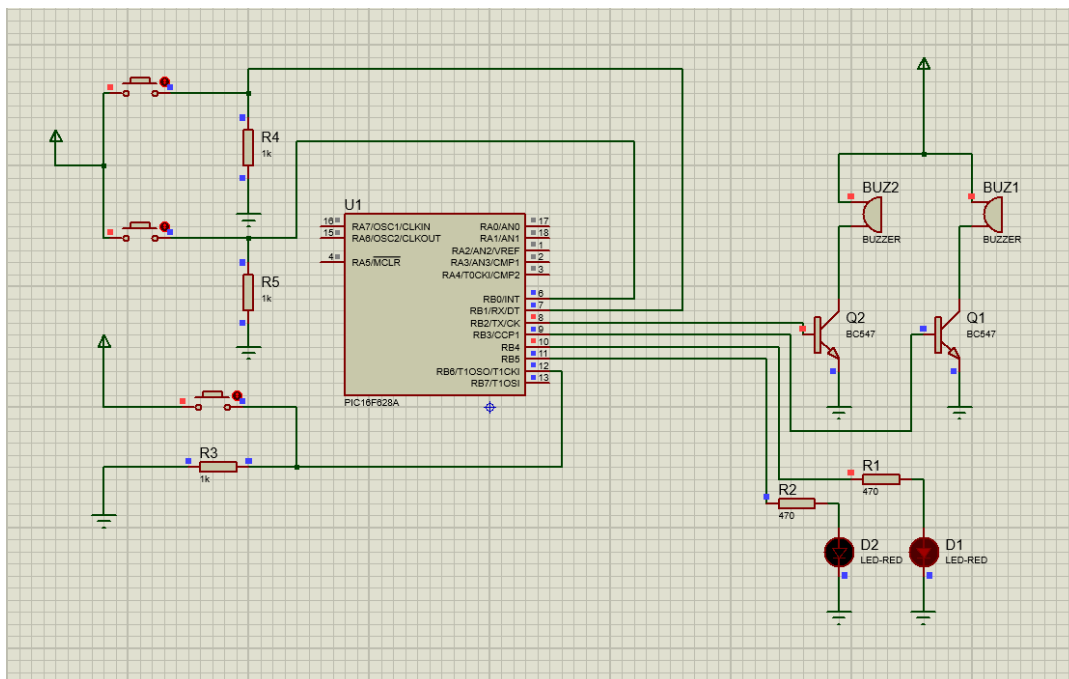 R4
1k
R5
1k
R3
1k
U1
16
15
4
RA7/OSC1/CLKIN
RA6/OSC2/CLKOUT
RA5/MCLR
RA0/AN0
RA1/AN1
RA2/AN2/VREF
RA3/AN3/CMP1
RA4/T0CKI/CMP2
RB0/INT
RB1/RX/DT
RB2/TX/CK
RB3/CCP1
RB4
RB5
RB6/T1OSO/T1CKI
RB7/T1OSI
17
18
1
2
3
6
7
8
9
10
11
12
13
PIC16F628A
BUZ2
BUZZER
BUZ1
BUZZER
Q2
BC547
Q1
BC547
R1
470
R2
470
D2
LED-RED
D1
LED-RED